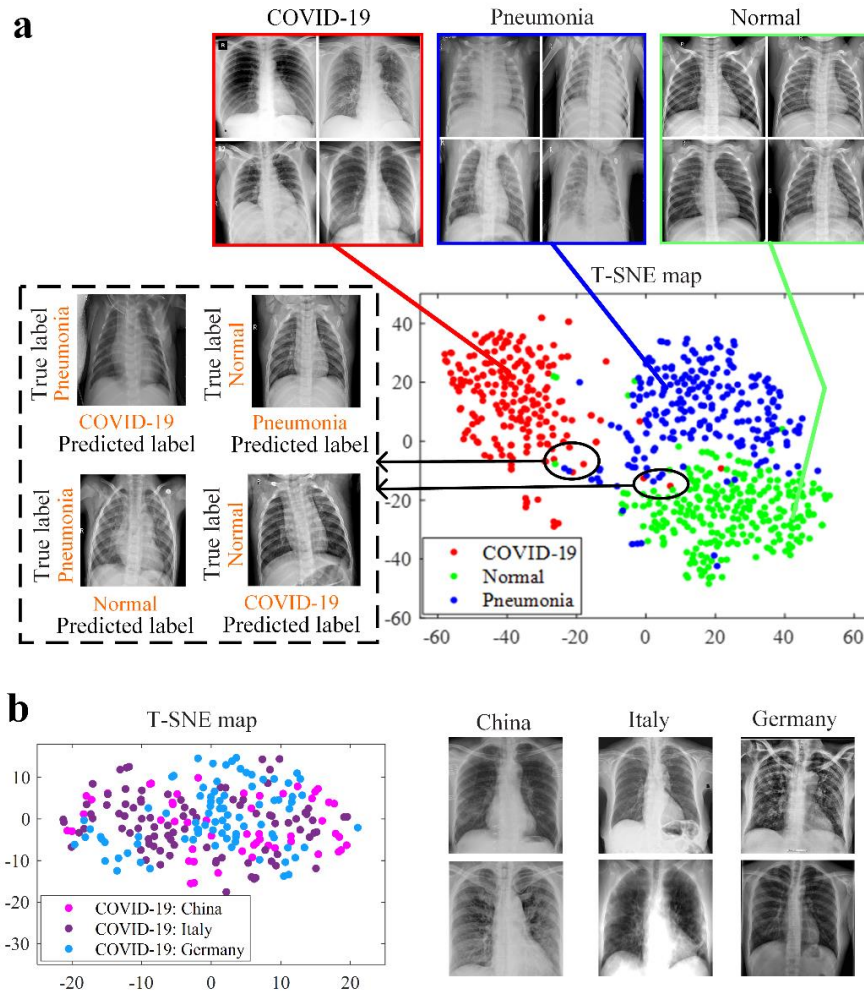 a
COVID-19
Pneumonia
Normal
T-SNE map
True label
Pneumonia
COVID-19
Predicted label
True label
Normal
Pneumonia
Predicted label
True label
Pneumonia
Normal
Predicted label
True label
Normal
COVID-19
Predicted label
40
20
0
-20
-40
-60
-65
-40
-20
0
20
40
60
COVID-19
Normal
Pneumonia
b
T-SNE map
10
0
-10
-20
-30
-20
-10
0
10
20
COVID-19: China
COVID-19: Italy
COVID-19: Germany
China
Italy
Germany